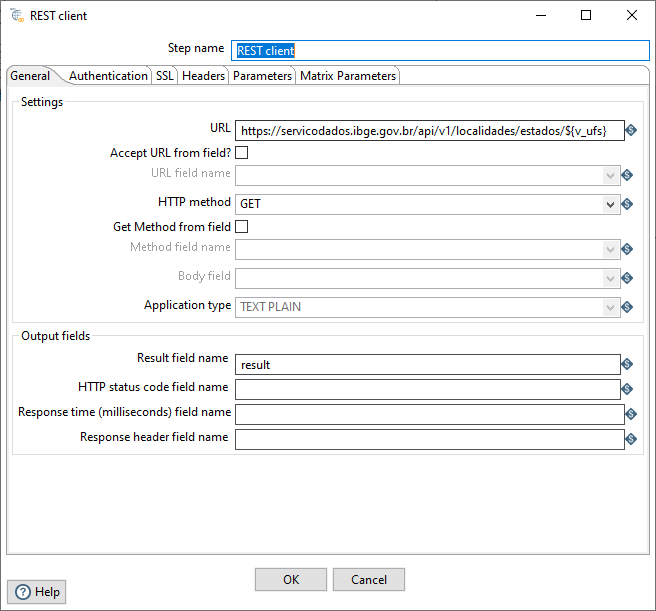 REST client
Step name REST client
General Authentication SSL Headers Parameters Matrix Parameters
Settings
URL https://servicodados.ibge.gov.br/api/v1/localidades/estados/${v_ufs}
Accept URL from field?
URL field name
HTTP method GET
Get Method from field
Method field name
Body field
Application type TEXT PLAIN
Output fields
Result field name result
HTTP status code field name
Response time (milliseconds) field name
Response header field name
OK Cancel
Help